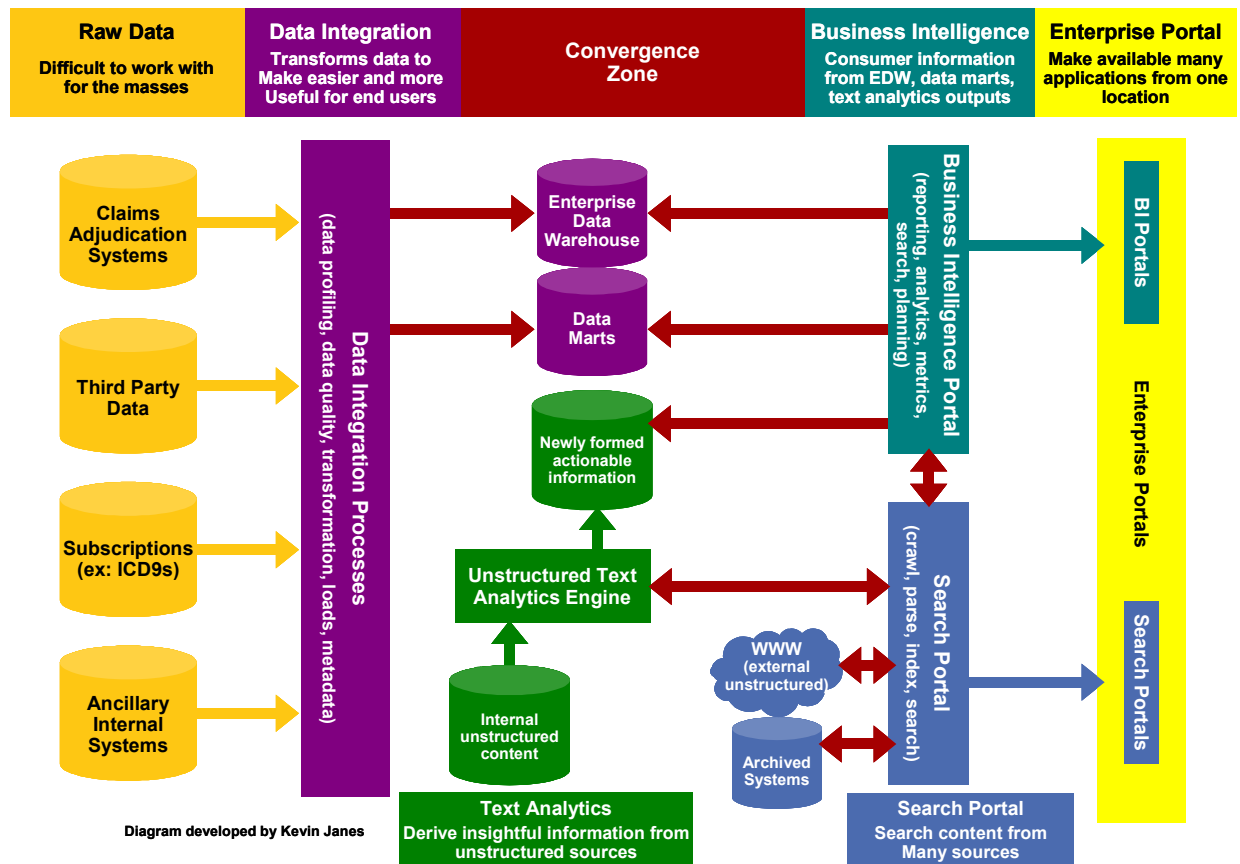 Raw Data
Difficult to work with
for the masses
Data Integration
Transforms data to
Make easier and more
Useful for end users
Convergence
Zone
Business Intelligence
Consumer information
from EDW, data marts,
text analytics outputs
Enterprise Portal
Make available many
applications from one
location
Claims
Adjudication
Systems
Third Party
Data
Subscriptions
(ex: ICD9s)
Ancillary
Internal
Systems
Data Integration Processes
(data profiling, data quality, transformation, loads, metadata)
Enterprise
Data
Warehouse
Data
Marts
Newly formed
actionable
information
Unstructured Text
Analytics Engine
Internal
unstructured
content
Business Intelligence Portal
(reporting, analytics, metrics,
search, planning)
Search Portal
(crawl, parse, index, search)
WWW
(external
unstructured)
Archived
Systems
BI Portals
Enterprise Portals
Search Portals
Text Analytics
Derive insightful information from
unstructured sources
Search Portal
Search content from
Many sources
Diagram developed by Kevin Janes